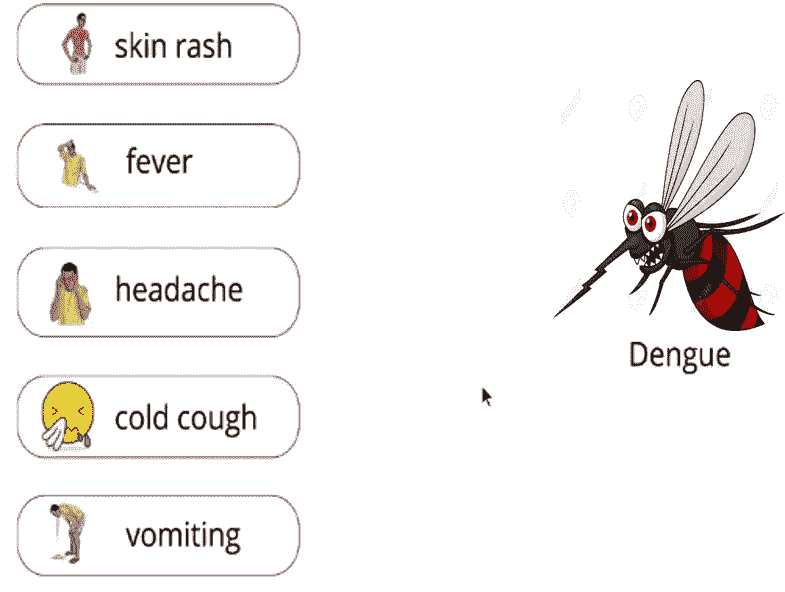 skin rash
fever
headache
cold cough
vomiting
Dengue